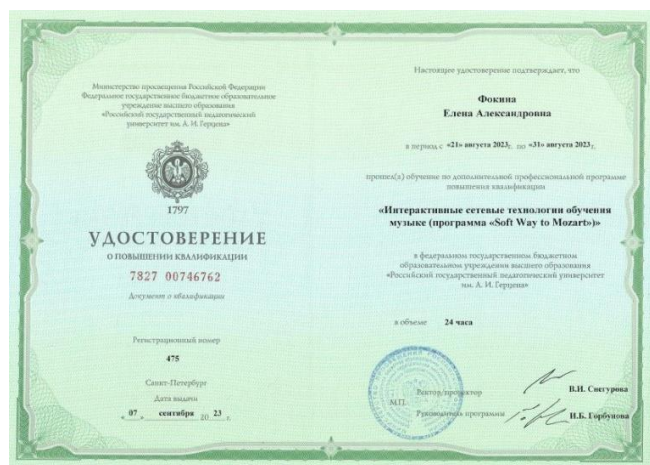 Министерство просвещения Российской Федерации
Федеральное государственное бюджетное образовательное
учреждение высшего образования
«Российский государственный педагогический
университет им. А. И. Герцена»
1797
УДОСТОВЕРЕНИЕ
О ПОВЫШЕНИИ КВАЛИФИКАЦИИ
7827 00746762
Документ о квалификации
Регистрационный номер
475
Санкт-Петербург
Дата выдачи
« 07 » сентября 20 23 г.
Настоящее удостоверение подтверждает, что
Фокина
Елена Александровна
в период с «21» августа 2023г. по «31» августа 2023г.
прошел(а) обучение по дополнительной профессиональной программе
повышения квалификации
«Интерактивные сетевые технологии обучения
музыке (программа «Soft Way to Mozart»)»
в федеральном государственном бюджетном
образовательном учреждении высшего образования
«Российский государственный педагогический университет
им. А. И. Герцена»
в объеме 24 часа
М.П.
Ректор/проректор В.Н. Снегурова
Руководитель программы И.Б. Горбунова